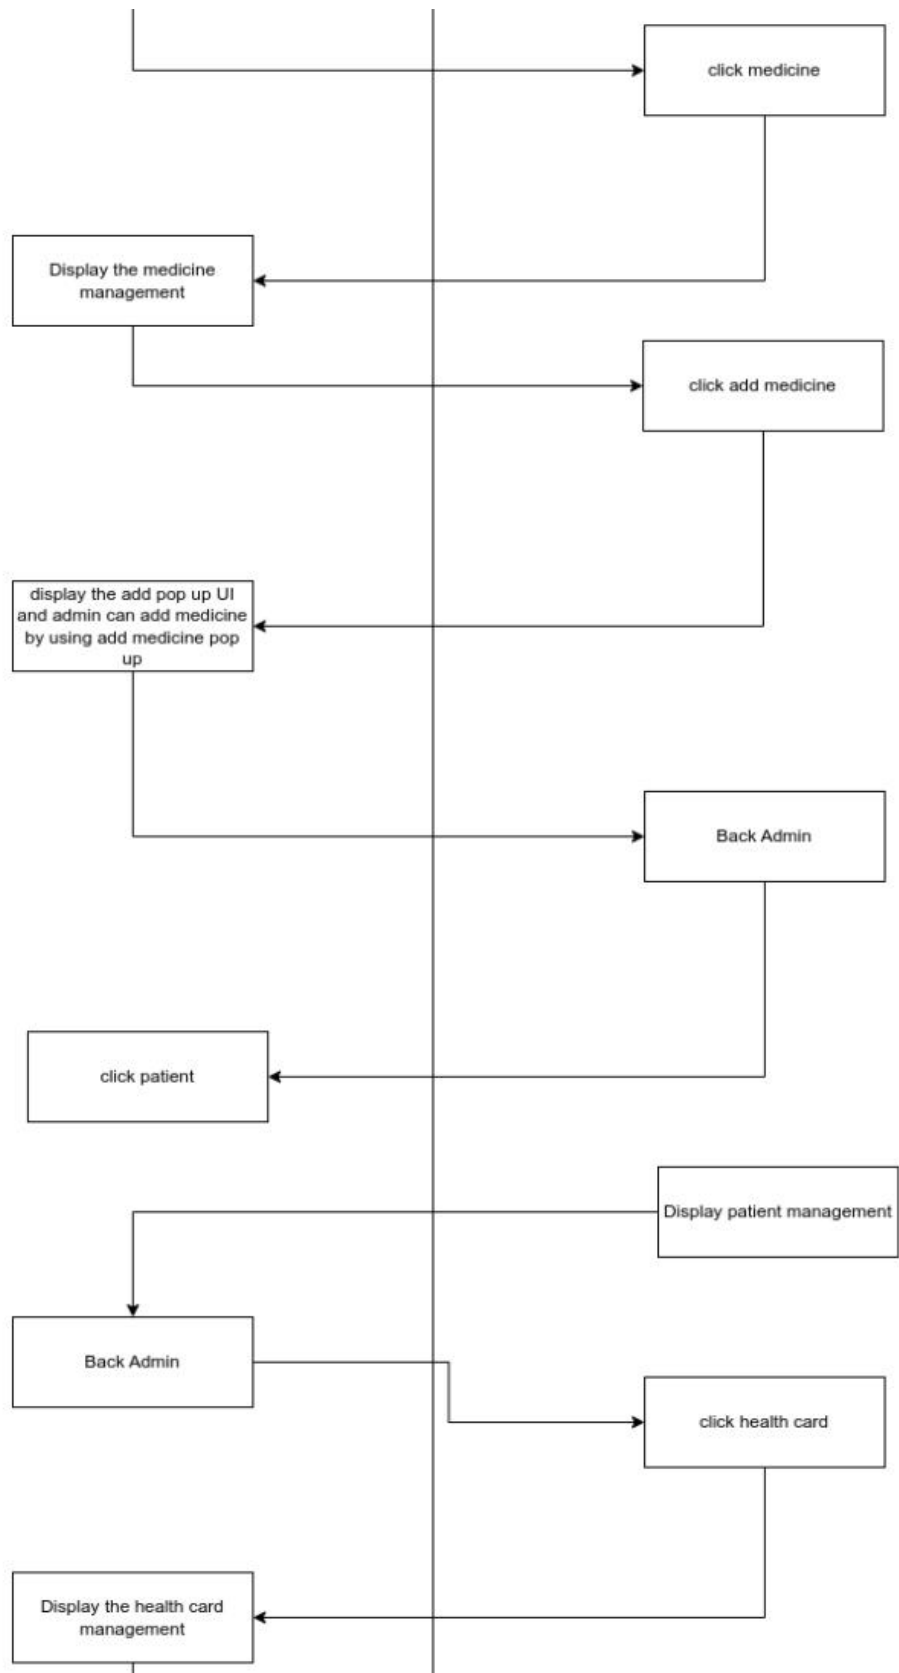 click medicine
Display the medicine
management
click add medicine
display the add pop up UI
and admin can add medicine
by using add medicine pop
up
Back Admin
click patient
Display patient management
Back Admin
click health card
Display the health card
management